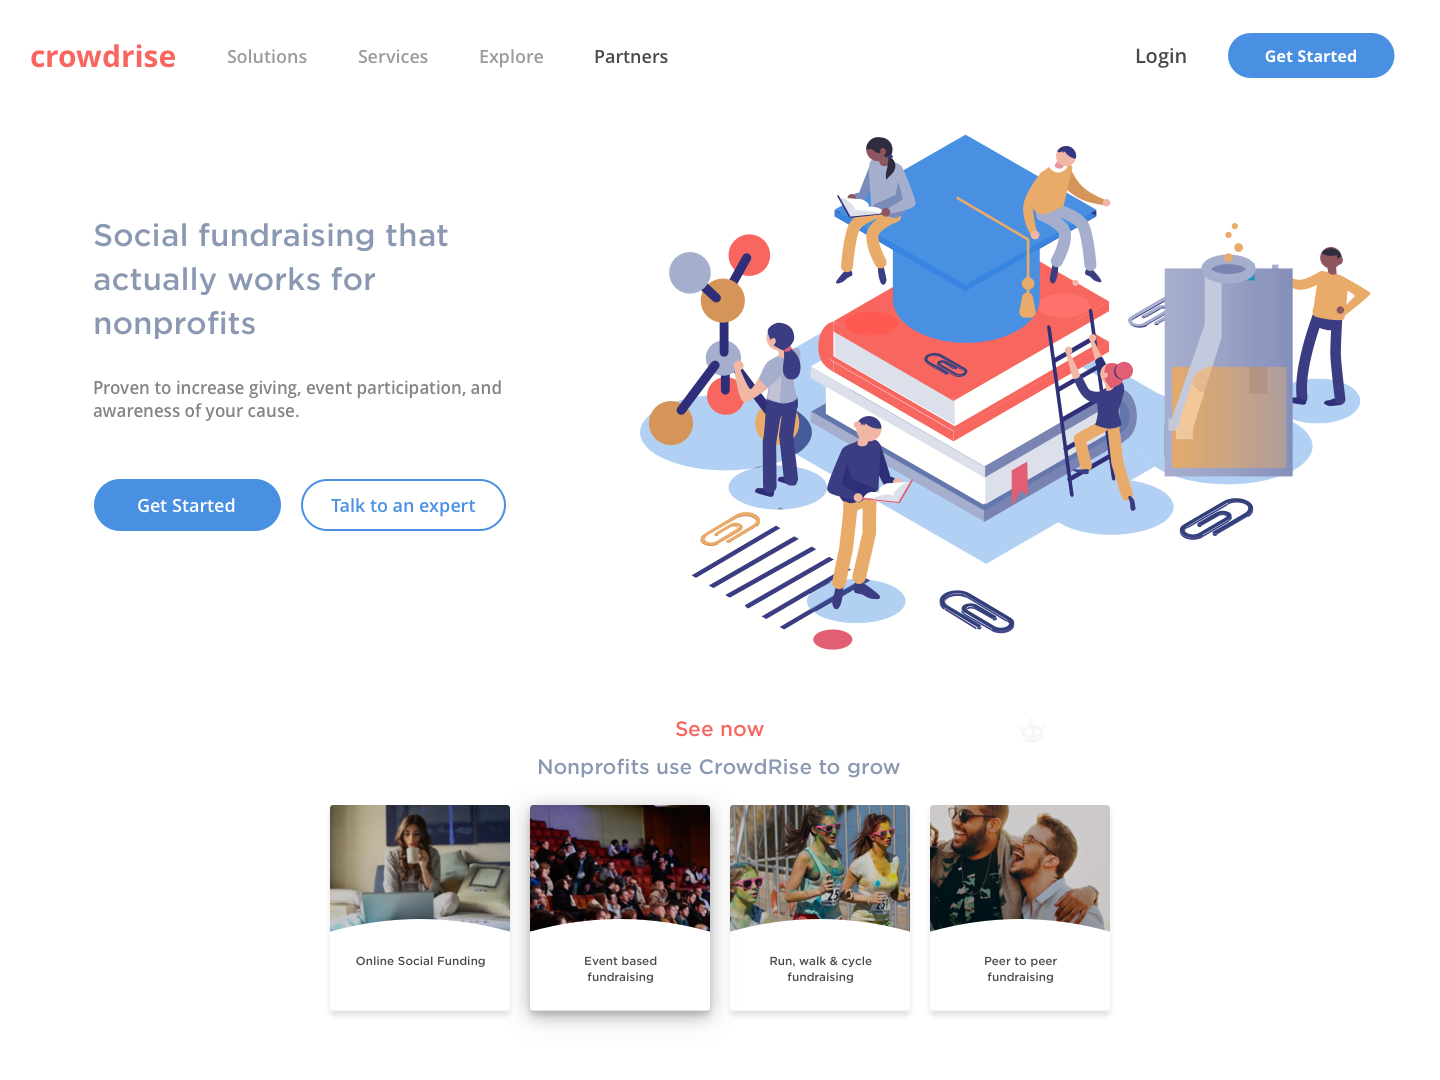 crowdrise
Solutions
Services
Explore
Partners
Login
Get Started
Social fundraising that
actually works for
nonprofits
Proven to increase giving, event participation, and
awareness of your cause.
Get Started
Talk to an expert
See now
Nonprofits use CrowdRise to grow
Online Social Funding
Event based
fundraising
Run, walk & cycle
fundraising
Peer to peer
fundraising